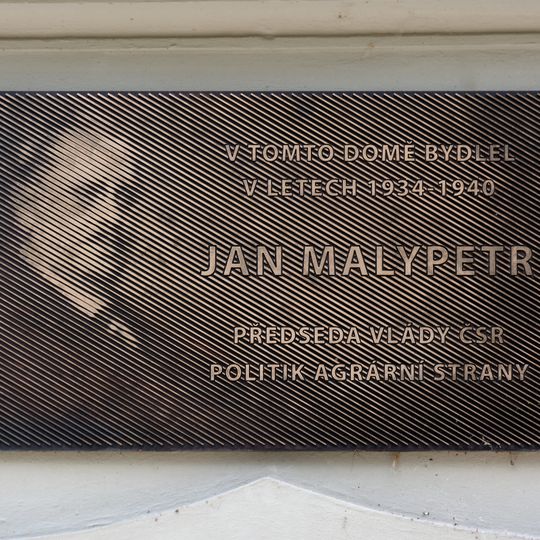 V TOMTO DOMĚ BYDLEL
V LETECH 1934-1940
JAN MALYPETR
PŘEDSEDA VLÁDY ČSR
POLITIK AGRÁRNÍ STRANY